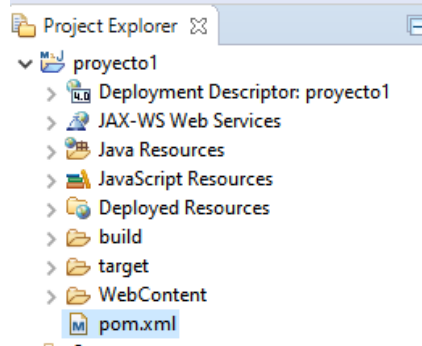 Project Explorer
proyecto1
Deployment Descriptor: proyecto1
JAX-WS Web Services
Java Resources
JavaScript Resources
Deployed Resources
build
target
WebContent
pom.xml